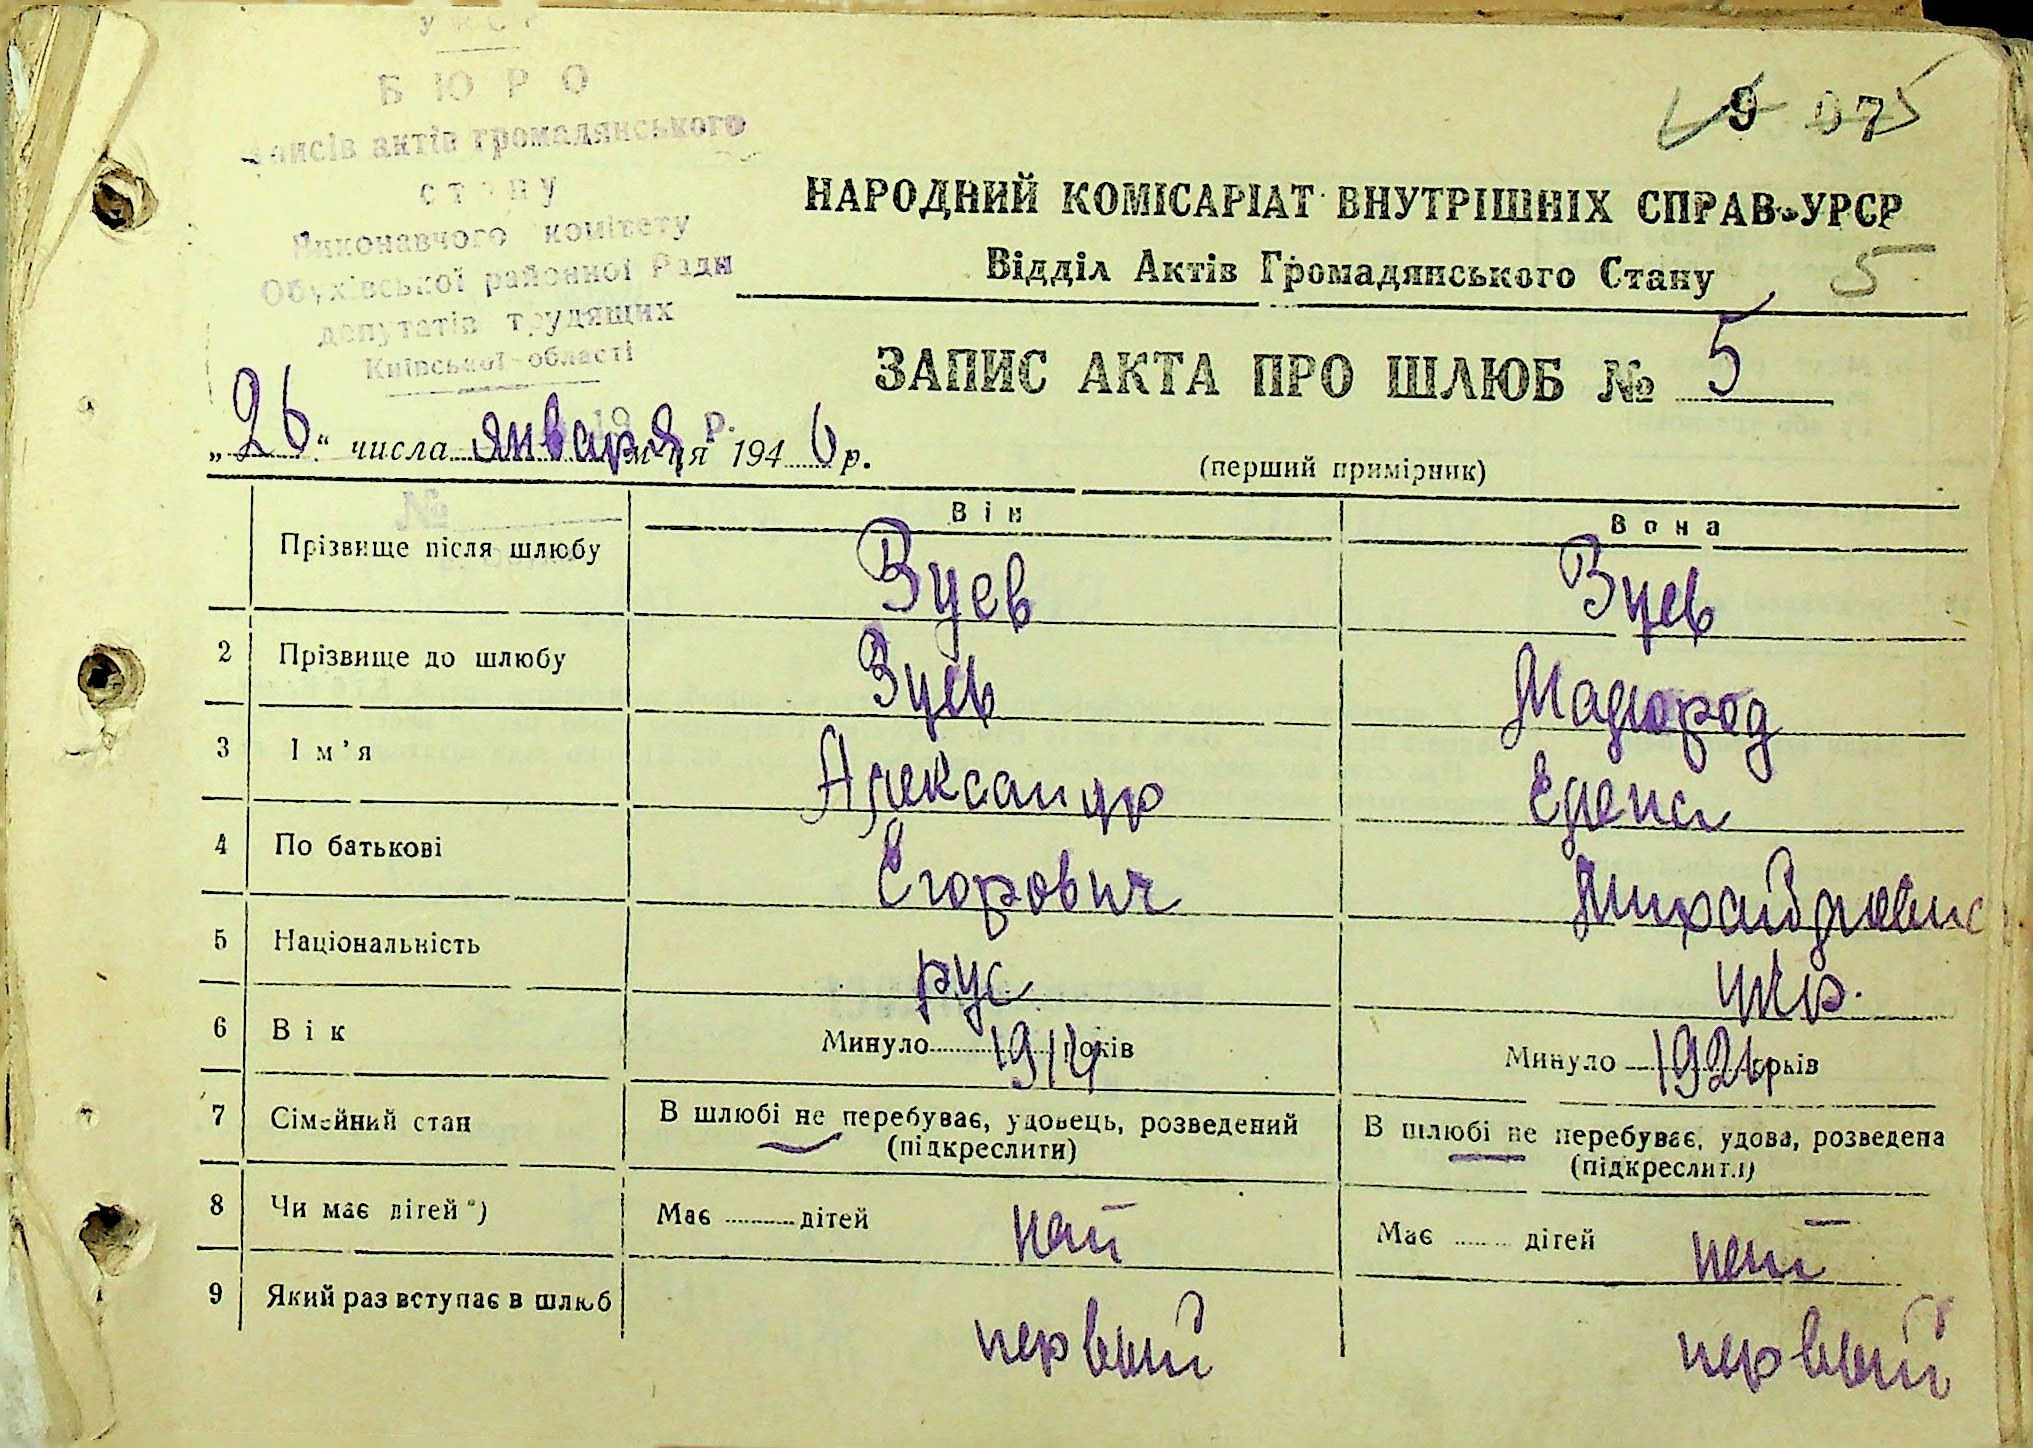 УРСР
БЮРО
записів актів громадянського
стану
Виконавчого комітету
Обухівської районної Ради
депутатів трудящих
Київської області
9 07
НАРОДНИЙ КОМІСАРІАТ ВНУТРІШНІХ СПРАВ УРСР
Відділ Актів Громадянського Стану
5
ЗАПИС АКТА ПРО ШЛЮБ № 5
„26“ числа января м-ця 1946 р.
(перший примірник)
№
Він Вона
Прізвище після шлюбу Зуев Зуев
2 Прізвище до шлюбу Зуев
3 Ім'я Александр Елена
4 По батькові Егорович
5 Національність рус укр.
6 Вік Минуло 1914 років Минуло 1924 років
7 Сімейний стан В шлюбі не перебуває, удовець, розведений В шлюбі не перебуває, удова, розведена
(підкреслити) (підкреслити)
8 Чи має дітей*) Має дітей нет Має дітей нет
9 Який раз вступає в шлюб первый первый